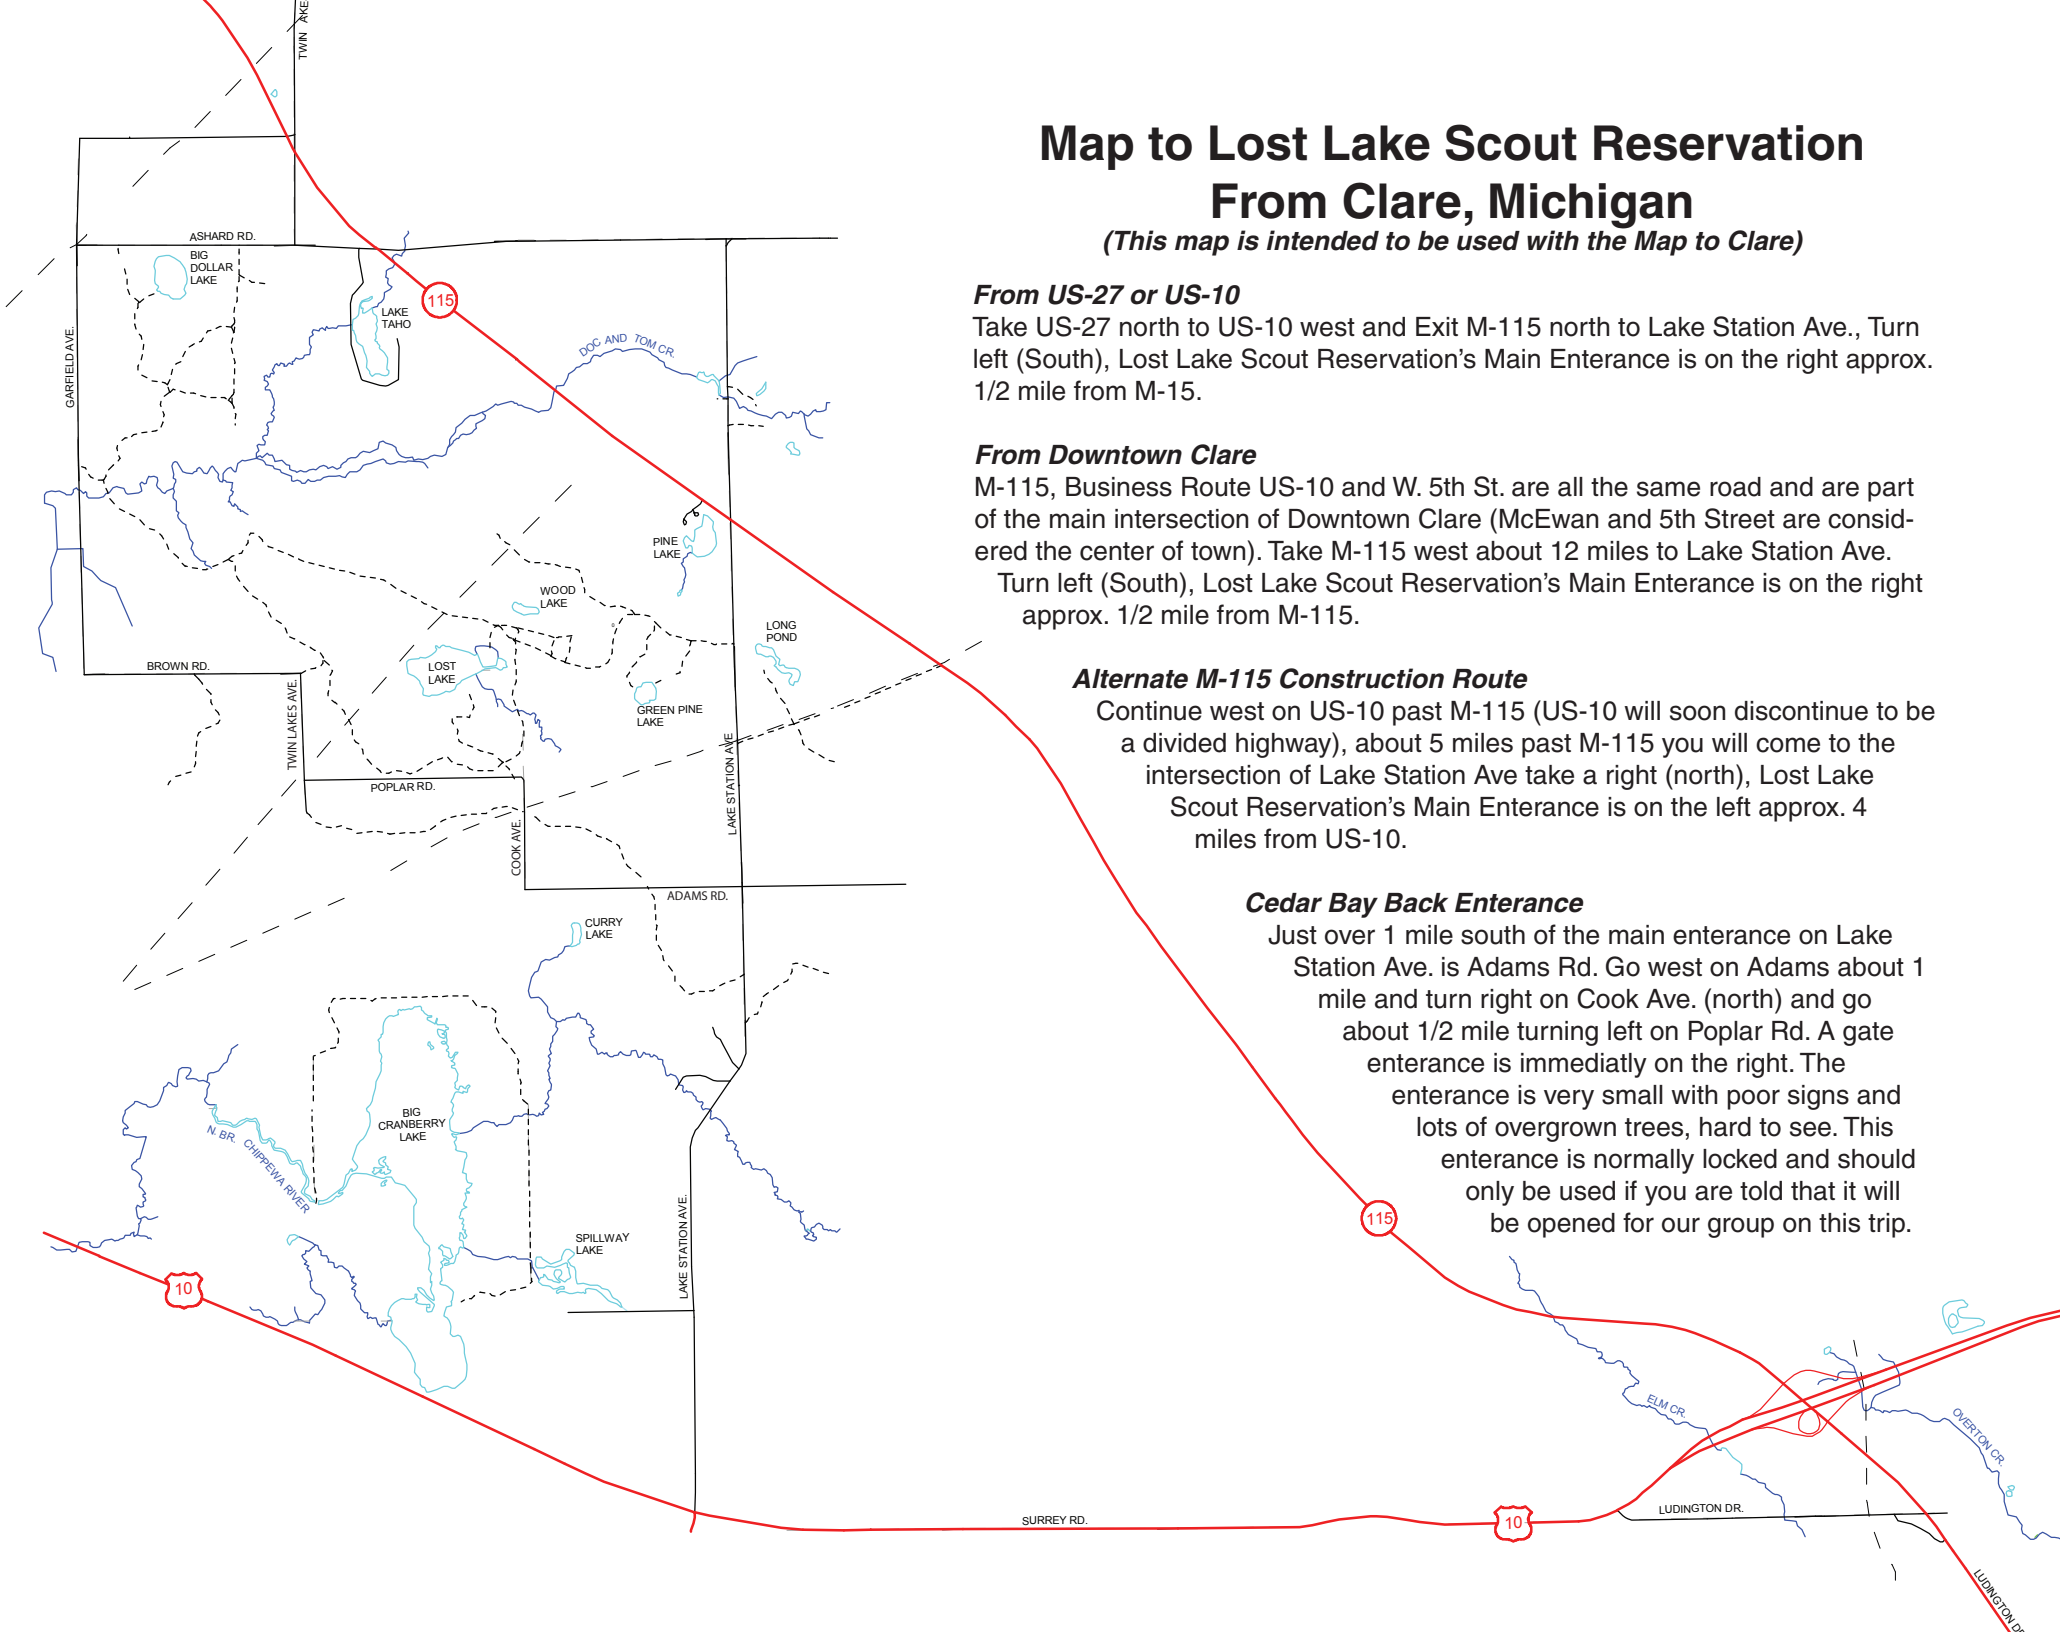 Map to Lost Lake Scout Reservation
From Clare, Michigan
(This map is intended to be used with the Map to Clare)
From US-27 or US-10
Take US-27 north to US-10 west and Exit M-115 north to Lake Station Ave., Turn
left (South), Lost Lake Scout Reservation's Main Enterance is on the right approx.
1/2 mile from M-15.
From Downtown Clare
M-115, Business Route US-10 and W. 5th St. are all the same road and are part
of the main intersection of Downtown Clare (McEwan and 5th Street are consid-
ered the center of town). Take M-115 west about 12 miles to Lake Station Ave.
Turn left (South), Lost Lake Scout Reservation's Main Enterance is on the right
approx. 1/2 mile from M-115.
Alternate M-115 Construction Route
Continue west on US-10 past M-115 (US-10 will soon discontinue to be
a divided highway), about 5 miles past M-115 you will come to the
intersection of Lake Station Ave take a right (north), Lost Lake
Scout Reservation's Main Enterance is on the left approx. 4
miles from US-10.
Cedar Bay Back Enterance
Just over 1 mile south of the main enterance on Lake
Station Ave. is Adams Rd. Go west on Adams about 1
mile and turn right on Cook Ave. (north) and go
about 1/2 mile turning left on Poplar Rd. A gate
enterance is immediatly on the right. The
enterance is very small with poor signs and
lots of overgrown trees, hard to see. This
enterance is normally locked and should
only be used if you are told that it will
be opened for our group on this trip.
TWIN
ASHARD RD.
BIG
DOLLAR
LAKE
115
LAKE
TAHO
GARFIELD AVE.
DOC AND TOM CR.
PINE
LAKE
WOOD
LAKE
LONG
POND
BROWN RD.
LOST
LAKE
GREEN PINE
LAKE
TWIN LAKES AVE.
LAKE STATION AVE
POPLAR RD.
COOK AVE.
ADAMS RD.
CURRY
LAKE
BIG
CRANBERRY
LAKE
N. BR. CHIPPEWA RIVER
SPILLWAY
LAKE
LAKE STATION AVE.
115
10
ELM CR.
OVERTON CR.
SURREY RD.
10
LUDINGTON DR.
LUDINGTON